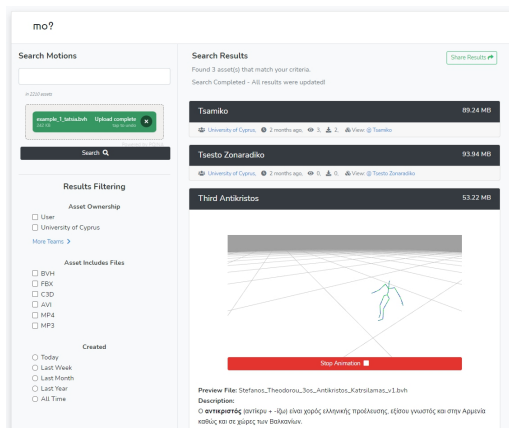 mo?
Search Motions
in 2220 assets
example_1_tatsia.bvh
Upload complete
tap to undo
Search
Results Filtering
Asset Ownership
User
University of Cyprus
More Teams
Asset Includes Files
BVH
FBX
C3D
AVI
MP4
MP3
Created
Today
Last Week
Last Month
Last Year
All Time
Search Results
Share Results
Found 3 asset(s) that match your criteria.
Search Completed - All results were updated!
Tsamiko 89.24 MB
University of Cyprus, 2 months ago, 3, 2, View: @ Tsamiko
Tsesto Zonaradiko 93.94 MB
University of Cyprus, 2 months ago, 0, 0, View: @ Tsesto Zonaradiko
Third Antikristos 53.22 MB
Stop Animation
Preview File: Stefanos_Theodorou_3os_Antikristos_Katrsilamas_v1.bvh
Description:
Ο αντικριστός (αντίκρυ + -ίζω) είναι χορός ελληνικής προέλευσης, εξίσου γνωστός και στην Αρμενία
καθώς και σε χώρες των Βαλκανίων.